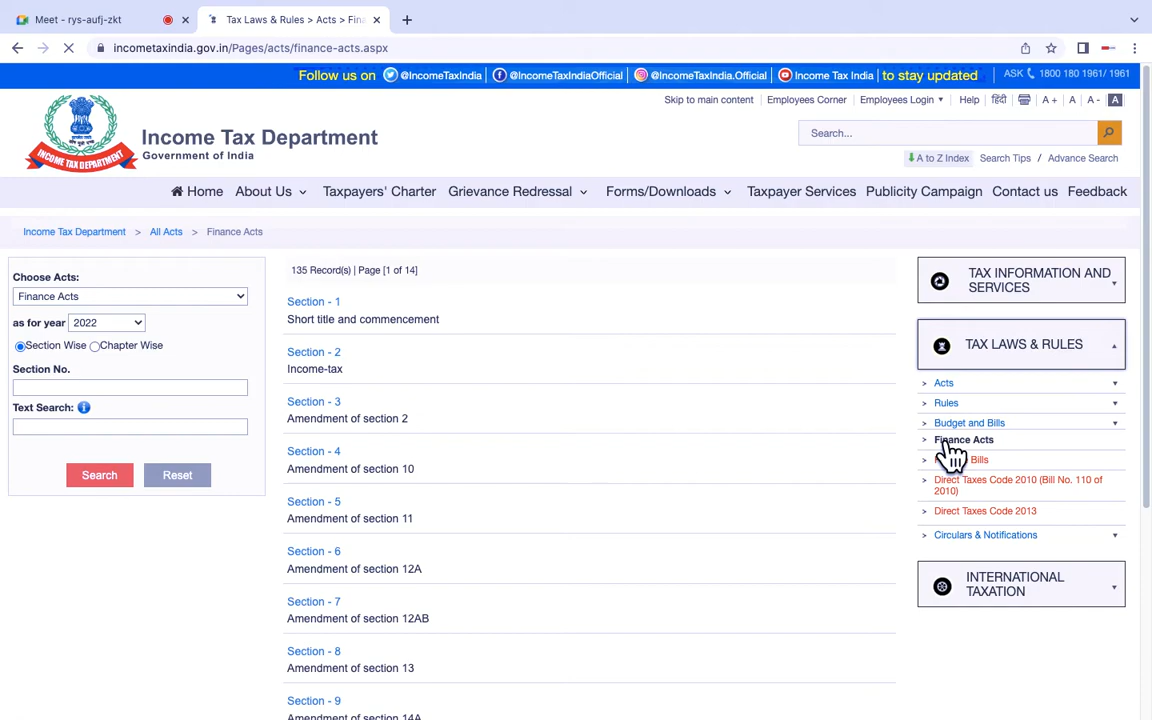 Meet - rys-aufj-zkt
Tax Laws & Rules > Acts > Fin
incometaxindia.gov.in/Pages/acts/finance-acts.aspx
Follow us on @IncomeTaxIndia | @IncomeTaxIndiaOfficial | @IncomeTaxIndia.Official | Income Tax India | to stay updated
ASK 1800 180 1961/ 1961
Skip to main content Employees Corner Employees Login Help हिंदी A + A A - A
Income Tax Department
Government of India
Search...
A to Z Index Search Tips / Advance Search
Home About Us Taxpayers' Charter Grievance Redressal Forms/Downloads Taxpayer Services Publicity Campaign Contact us Feedback
Income Tax Department > All Acts > Finance Acts
Choose Acts:
Finance Acts
as for year 2022
Section Wise Chapter Wise
Section No.
Text Search:
Search Reset
135 Record(s) | Page [1 of 14]
Section - 1
Short title and commencement
Section - 2
Income-tax
Section - 3
Amendment of section 2
Section - 4
Amendment of section 10
Section - 5
Amendment of section 11
Section - 6
Amendment of section 12A
Section - 7
Amendment of section 12AB
Section - 8
Amendment of section 13
Section - 9
Amendment of section 14A
TAX INFORMATION AND
SERVICES
TAX LAWS & RULES
Acts
Rules
Budget and Bills
Finance Acts
Bills
Direct Taxes Code 2010 (Bill No. 110 of
2010)
Direct Taxes Code 2013
Circulars & Notifications
INTERNATIONAL
TAXATION